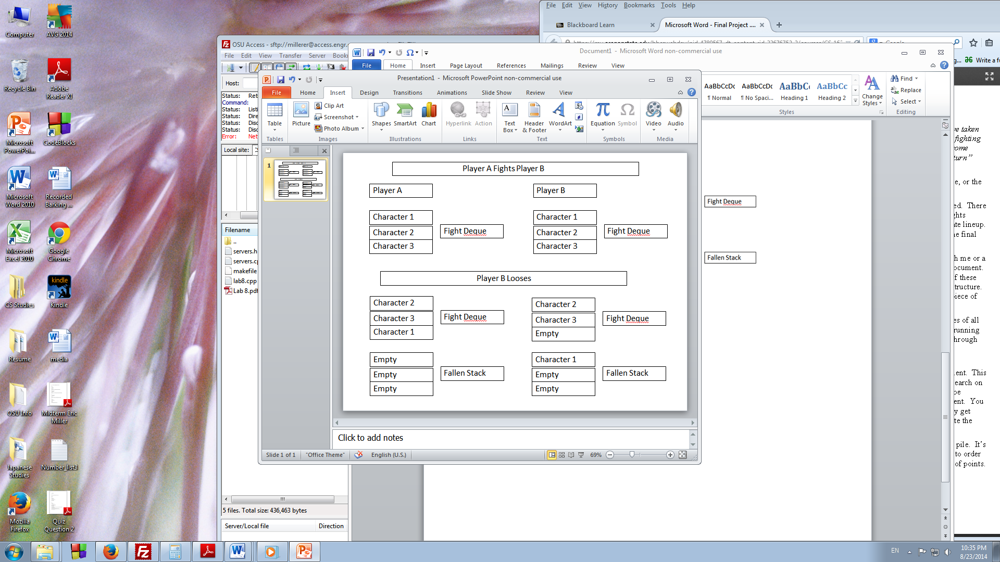 File Edit View History Bookmarks Tools Help
Blackboard Learn
Microsoft Word - Final Project ....
Computer
AVG 2014
Recycle Bin
Adobe Reader XI
Microsoft PowerPoi...
CodeBlocks
Microsoft Word 2010
Recorded Barking ...
Microsoft Excel 2010
Google Chrome
CS Studies
Kindle
Resume
media
OSU Info
Midterm Eric Miller
Japanese Studies
Number_list3
Mozilla Firefox
Quiz Question 2
OSU Access - sftp://millerer@access.engr.
File Edit View Transfer Server Bookn
Host:
Status: Ret
Command:
Status: Listi
Status: Dire
Status: Disc
Status: Disc
Error: Net
Local site:
Filename
..
servers.h
servers.cp
makefile
lab8.cpp
Lab 8.pdf
5 files. Total size: 436,463 bytes
Server/Local file Direction
Document1 - Microsoft Word non-commercial use
File Home Insert Page Layout References Mailings Review View
AaBbCcDc AaBbCcDc AaBbCc AaBbCc
¶ Normal ¶ No Spaci... Heading 1 Heading 2
Change Styles
Styles
Find
Replace
Select
Editing
Write a fu
Fight Deque
Fallen Stack
Presentation1 - Microsoft PowerPoint non-commercial use
File Home Insert Design Transitions Animations Slide Show Review View
Table
Tables
Picture
Clip Art
Screenshot
Photo Album
Images
Shapes SmartArt Chart
Illustrations
Hyperlink Action
Links
Text Box Header & Footer WordArt
Text
Equation Symbol
Symbols
Video Audio
Media
1
Player A Fights Player B
Player A Player B
Character 1 Character 1
Character 2 Fight Deque Character 2 Fight Deque
Character 3 Character 3
Player B Looses
Character 2 Character 2
Character 3 Fight Deque Character 3 Fight Deque
Character 1 Empty
Empty Character 1
Empty Fallen Stack Empty Fallen Stack
Empty Empty
Click to add notes
Slide 1 of 1 "Office Theme" English (U.S.) 69%
ve taken
fighting
ome
turn”
e, or the
ed. There
ghts
te lineup.
e final
h me or a
ocument.
f these
tructure.
iece of
es of all
running
hrough
ent. This
earch on
be
ent. You
y get
te the
pile. It’s
to order
of points.
EN
10:35 PM
8/23/2014